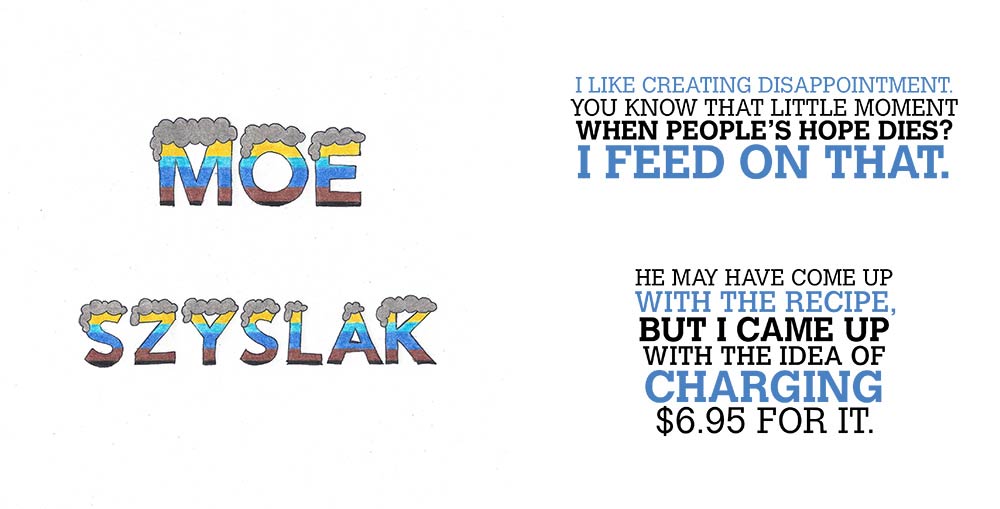 MOE
SZYSLAK
I LIKE CREATING DISAPPOINTMENT.
YOU KNOW THAT LITTLE MOMENT
WHEN PEOPLE'S HOPE DIES?
I FEED ON THAT.
HE MAY HAVE COME UP
WITH THE RECIPE,
BUT I CAME UP
WITH THE IDEA OF
CHARGING
$6.95 FOR IT.